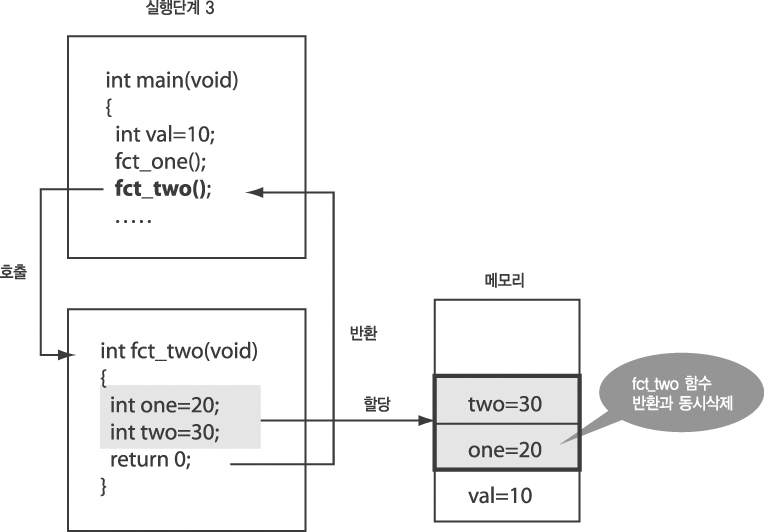 실행단계 3
int main(void)
{
int val=10;
fct_one();
fct_two();
.....
호출
int fct_two(void)
{
int one=20;
int two=30;
return 0;
}
반환
할당
메모리
two=30
one=20
val=10
fct_two 함수
반환과 동시삭제